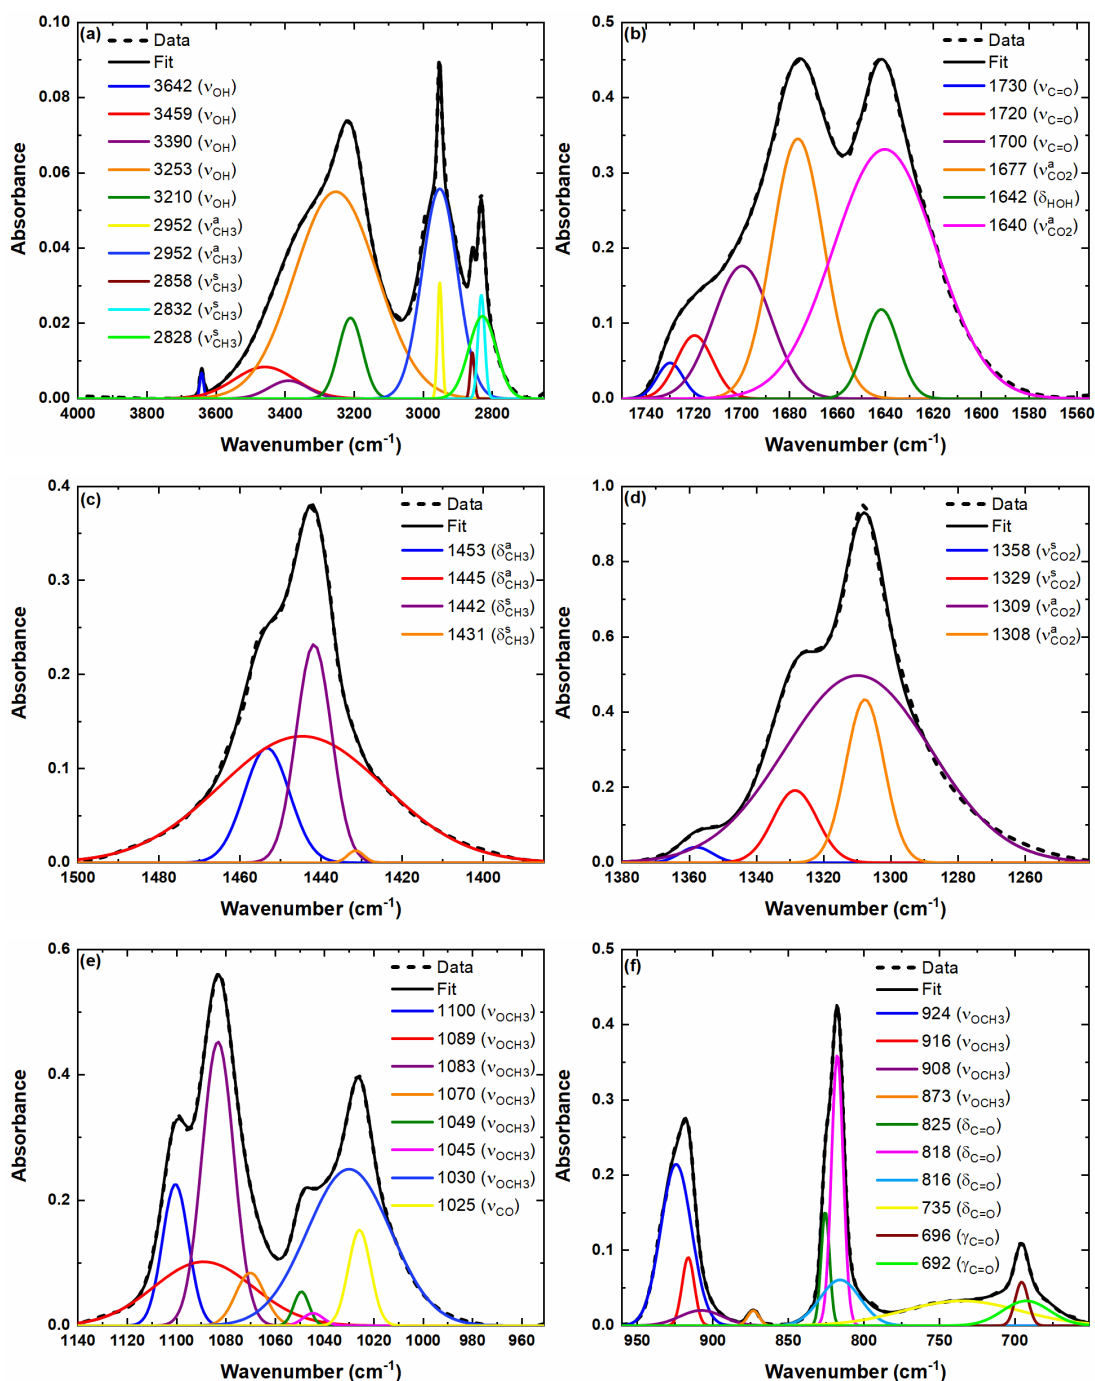 (a)
Data
Fit
3642 (νOH)
3459 (νOH)
3390 (νOH)
3253 (νOH)
3210 (νOH)
2952 (νᵃCH3)
2952 (νᵃCH3)
2858 (νˢCH3)
2832 (νˢCH3)
2828 (νˢCH3)
0.10
0.08
0.06
0.04
0.02
0.00
Absorbance
4000 3800 3600 3400 3200 3000 2800
Wavenumber (cm⁻¹)
(b)
Data
Fit
1730 (νC=O)
1720 (νC=O)
1700 (νC=O)
1677 (νᵃCO2)
1642 (δHOH)
1640 (νᵃCO2)
0.5
0.4
0.3
0.2
0.1
0.0
Absorbance
1740 1720 1700 1680 1660 1640 1620 1600 1580 1560
Wavenumber (cm⁻¹)
(c)
Data
Fit
1453 (δᵃCH3)
1445 (δᵃCH3)
1442 (δˢCH3)
1431 (δˢCH3)
0.4
0.3
0.2
0.1
0.0
Absorbance
1500 1480 1460 1440 1420 1400
Wavenumber (cm⁻¹)
(d)
Data
Fit
1358 (νˢCO2)
1329 (νˢCO2)
1309 (νᵃCO2)
1308 (νᵃCO2)
1.0
0.8
0.6
0.4
0.2
0.0
Absorbance
1380 1360 1340 1320 1300 1280 1260
Wavenumber (cm⁻¹)
(e)
Data
Fit
1100 (νOCH3)
1089 (νOCH3)
1083 (νOCH3)
1070 (νOCH3)
1049 (νOCH3)
1045 (νOCH3)
1030 (νOCH3)
1025 (νCO)
0.6
0.4
0.2
0.0
Absorbance
1140 1120 1100 1080 1060 1040 1020 1000 980 960
Wavenumber (cm⁻¹)
(f)
Data
Fit
924 (νOCH3)
916 (νOCH3)
908 (νOCH3)
873 (νOCH3)
825 (δC=O)
818 (δC=O)
816 (δC=O)
735 (δC=O)
696 (γC=O)
692 (γC=O)
0.5
0.4
0.3
0.2
0.1
0.0
Absorbance
950 900 850 800 750 700
Wavenumber (cm⁻¹)